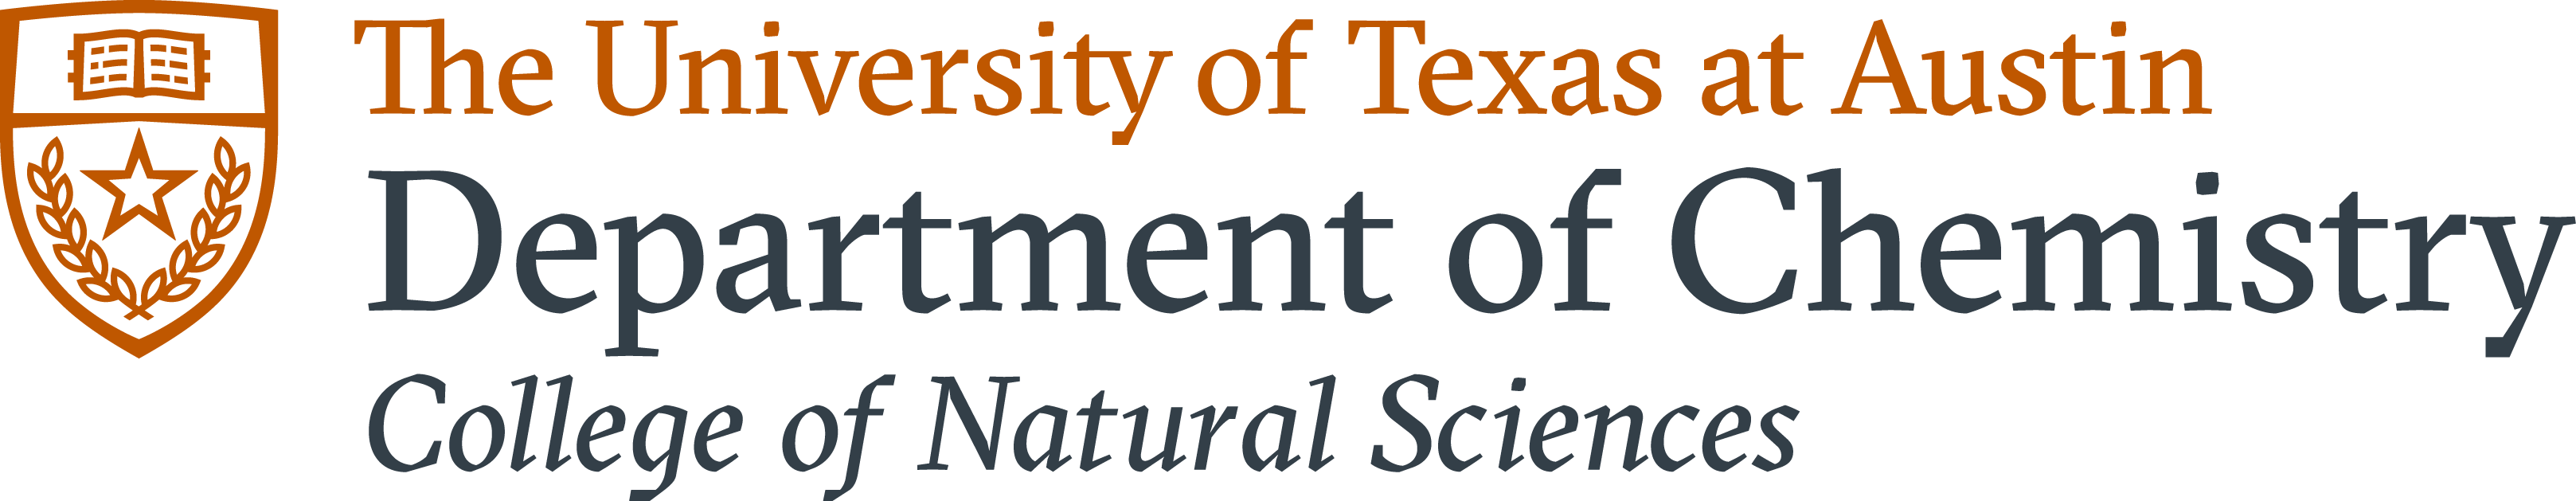 The University of Texas at Austin
Department of Chemistry
College of Natural Sciences